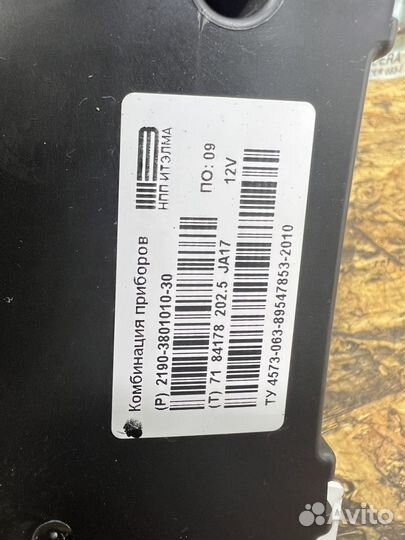 НПП ИТЭЛМА
ПО: 09
12V
Комбинация приборов
(P) 2190-3801010-30
(T) 71 84178 202.5 JA17
ТУ 4573-063-89547853-2010
Avito